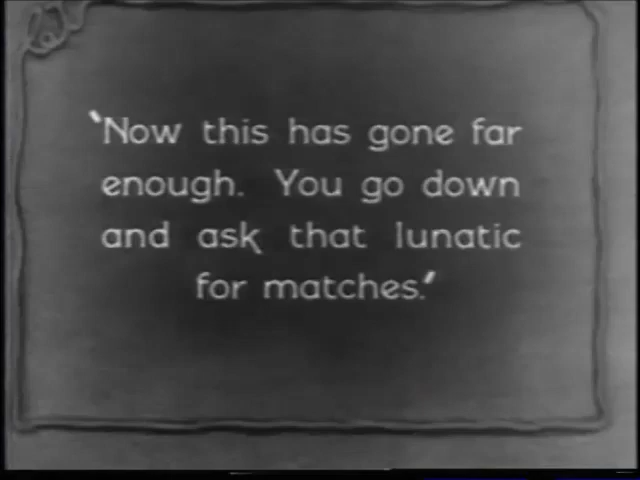 'Now this has gone far
enough. You go down
and ask that lunatic
for matches.'